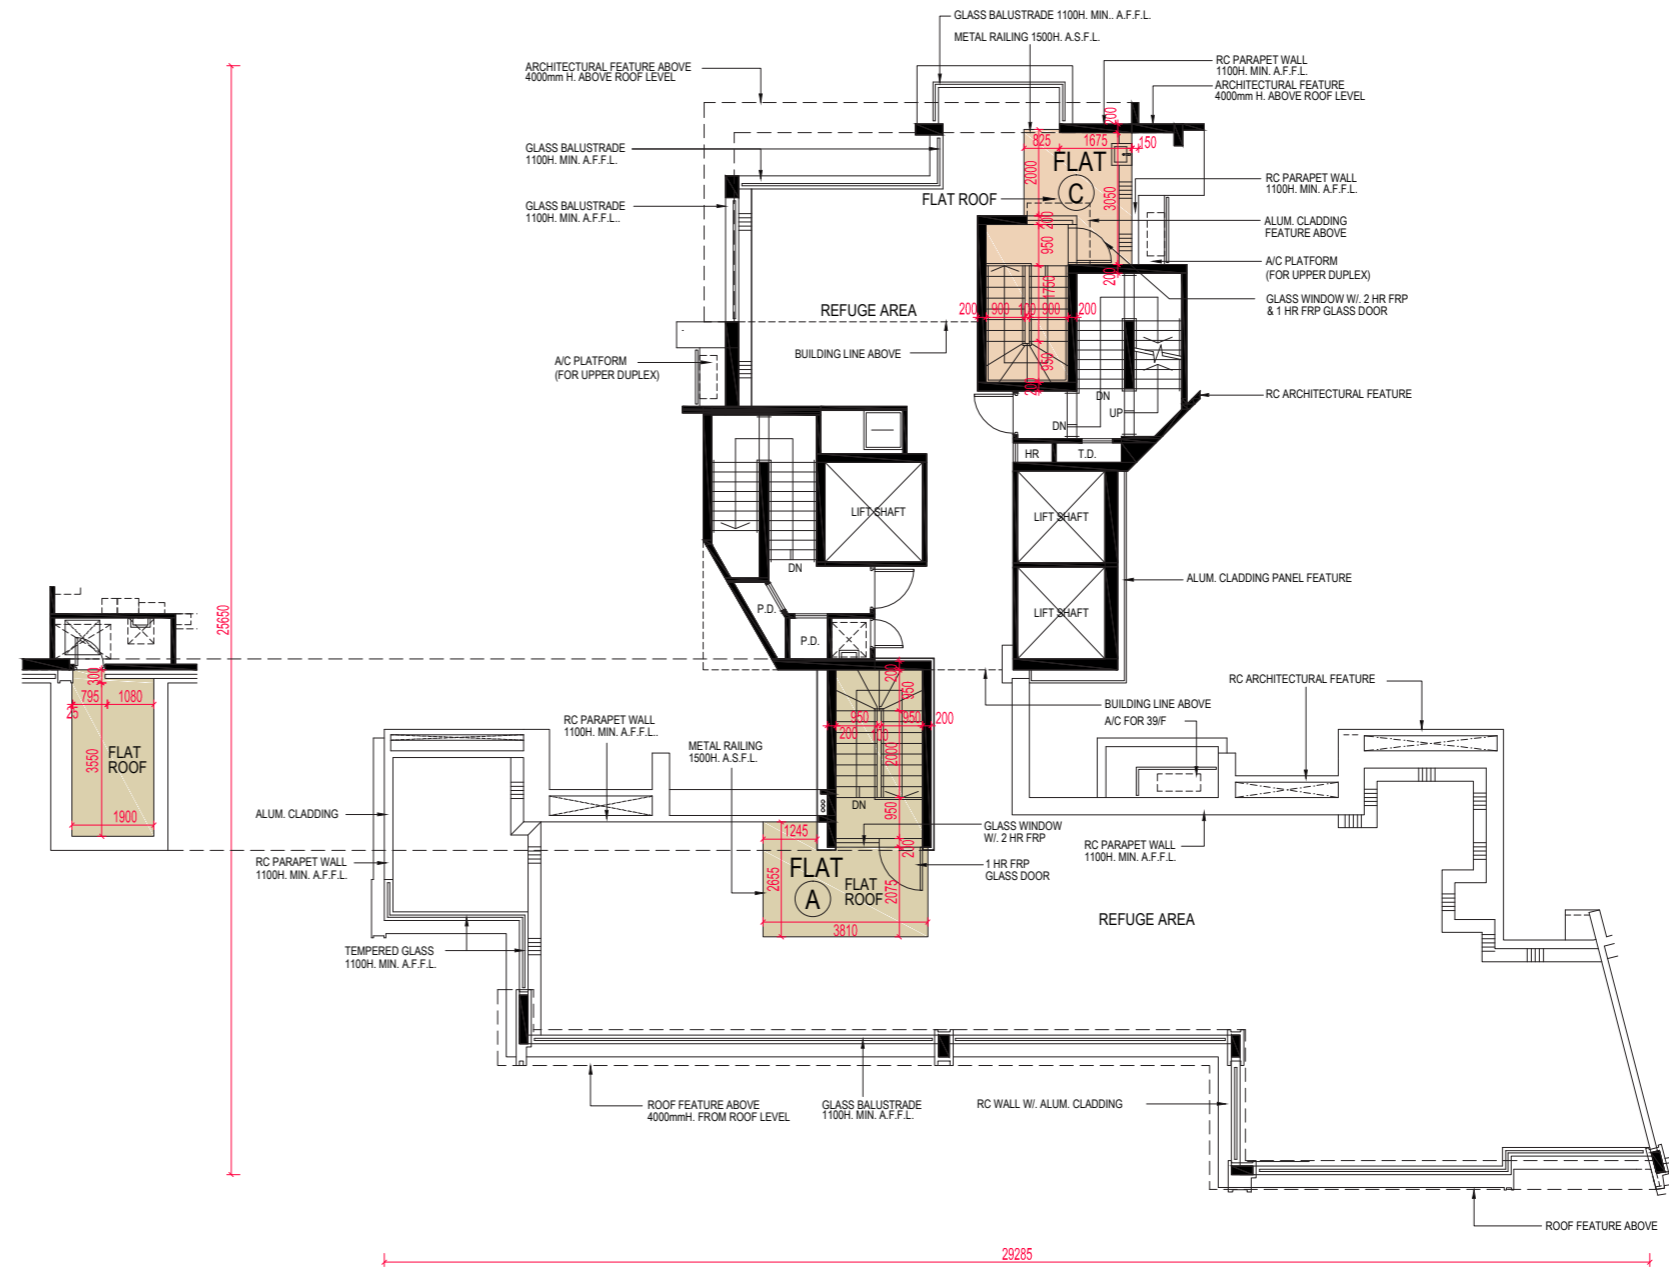 GLASS BALUSTRADE 1100H. MIN.. A.F.F.L.
METAL RAILING 1500H. A.S.F.L.
ARCHITECTURAL FEATURE ABOVE
4000mm H. ABOVE ROOF LEVEL
RC PARAPET WALL
1100H. MIN. A.F.F.L.
ARCHITECTURAL FEATURE
4000mm H. ABOVE ROOF LEVEL
200
825
1675
150
GLASS BALUSTRADE
1100H. MIN. A.F.F.L.
FLAT
C
2000
3050
RC PARAPET WALL
1100H. MIN. A.F.F.L.
FLAT ROOF
GLASS BALUSTRADE
1100H. MIN. A.F.F.L..
200
950
ALUM. CLADDING
FEATURE ABOVE
A/C PLATFORM
(FOR UPPER DUPLEX)
200
1750
GLASS WINDOW W/. 2 HR FRP
& 1 HR FRP GLASS DOOR
REFUGE AREA
200
900
100
900
200
BUILDING LINE ABOVE
A/C PLATFORM
(FOR UPPER DUPLEX)
950
200
DN
UP
DN
RC ARCHITECTURAL FEATURE
HR
T.D.
LIFT SHAFT
LIFT SHAFT
DN
ALUM. CLADDING PANEL FEATURE
P.D.
P.D.
LIFT SHAFT
25650
300
795
1080
3550
FLAT
ROOF
1900
200
950
950
950
200
200
100
2000
RC ARCHITECTURAL FEATURE
BUILDING LINE ABOVE
A/C FOR 39/F
RC PARAPET WALL
1100H. MIN. A.F.F.L..
METAL RAILING
1500H. A.S.F.L.
DN
950
ALUM. CLADDING
1245
200
GLASS WINDOW
W/. 2 HR FRP
RC PARAPET WALL
1100H. MIN. A.F.F.L.
RC PARAPET WALL
1100H. MIN. A.F.F.L.
FLAT
A
FLAT
ROOF
2655
2075
1 HR FRP
GLASS DOOR
3810
REFUGE AREA
TEMPERED GLASS
1100H. MIN. A.F.F.L.
ROOF FEATURE ABOVE
4000mmH. FROM ROOF LEVEL
GLASS BALUSTRADE
1100H. MIN. A.F.F.L.
RC WALL W/. ALUM. CLADDING
ROOF FEATURE ABOVE
29285